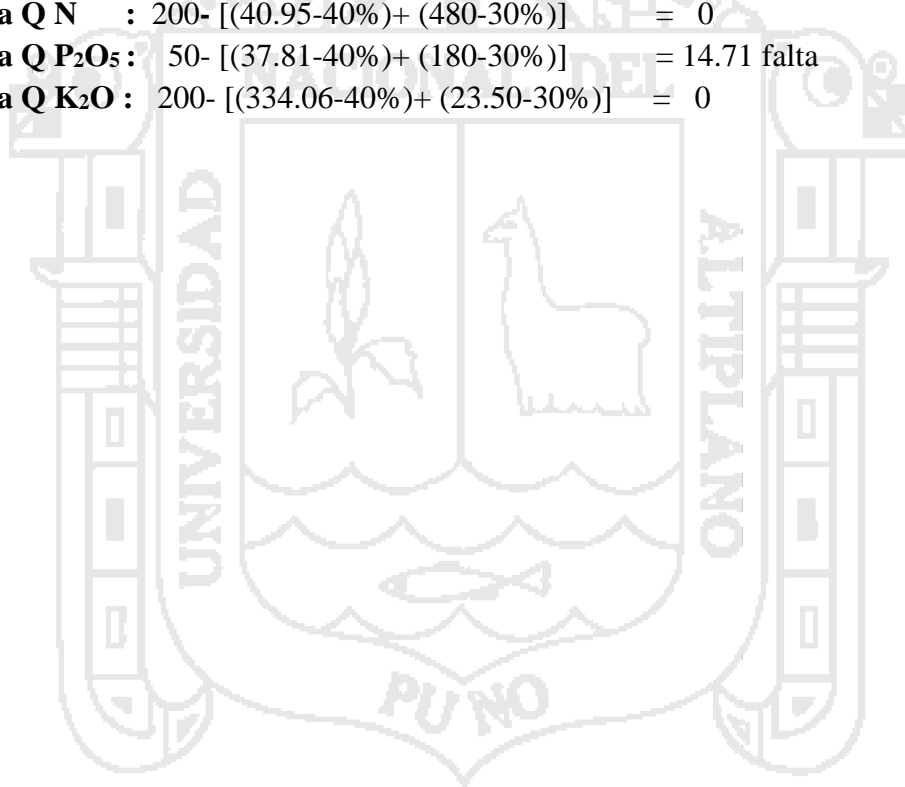 a Q N : 200- [(40.95-40%)+ (480-30%)] = 0
a Q P₂O₅ : 50- [(37.81-40%)+ (180-30%)] = 14.71 falta
a Q K₂O : 200- [(334.06-40%)+ (23.50-30%)] = 0
NACIONAL DEL
UNIVERSIDAD
ALTIPLANO
PUNO